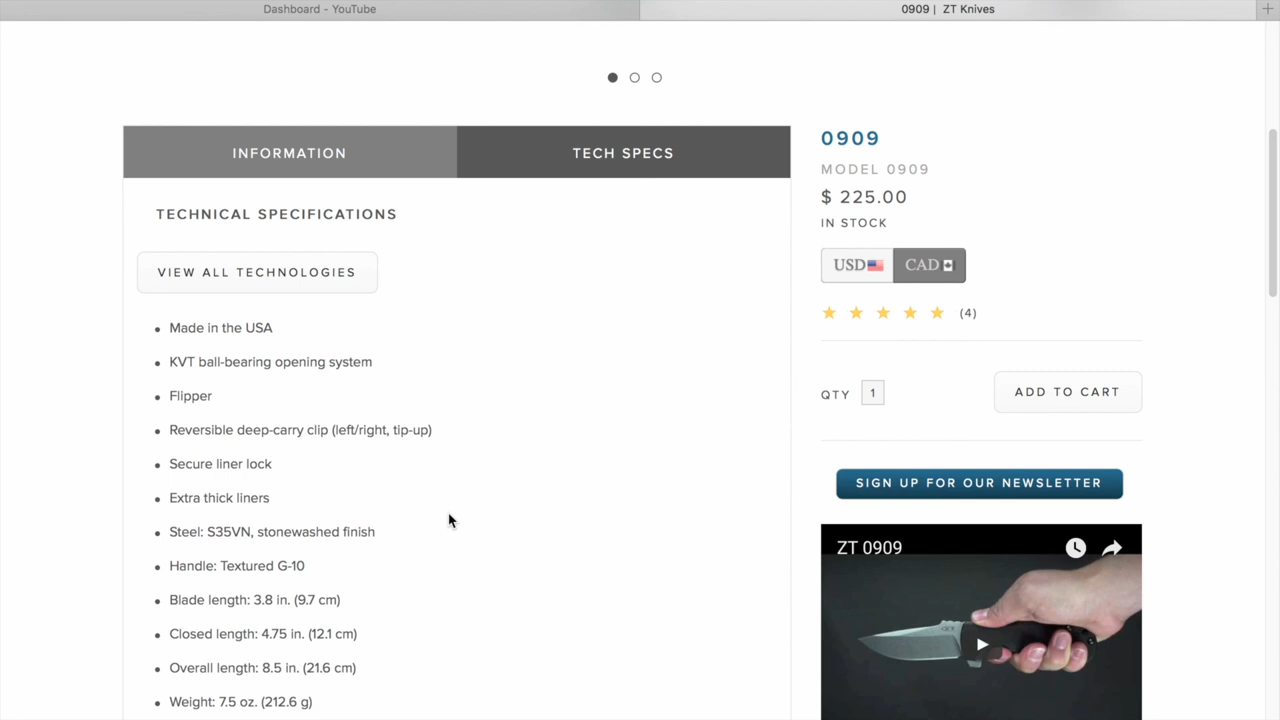 Dashboard - YouTube
0909 | ZT Knives
INFORMATION
TECH SPECS
TECHNICAL SPECIFICATIONS
VIEW ALL TECHNOLOGIES
Made in the USA
KVT ball-bearing opening system
Flipper
Reversible deep-carry clip (left/right, tip-up)
Secure liner lock
Extra thick liners
Steel: S35VN, stonewashed finish
Handle: Textured G-10
Blade length: 3.8 in. (9.7 cm)
Closed length: 4.75 in. (12.1 cm)
Overall length: 8.5 in. (21.6 cm)
Weight: 7.5 oz. (212.6 g)
0909
MODEL 0909
$ 225.00
IN STOCK
USD CAD
(4)
QTY 1
ADD TO CART
SIGN UP FOR OUR NEWSLETTER
ZT 0909